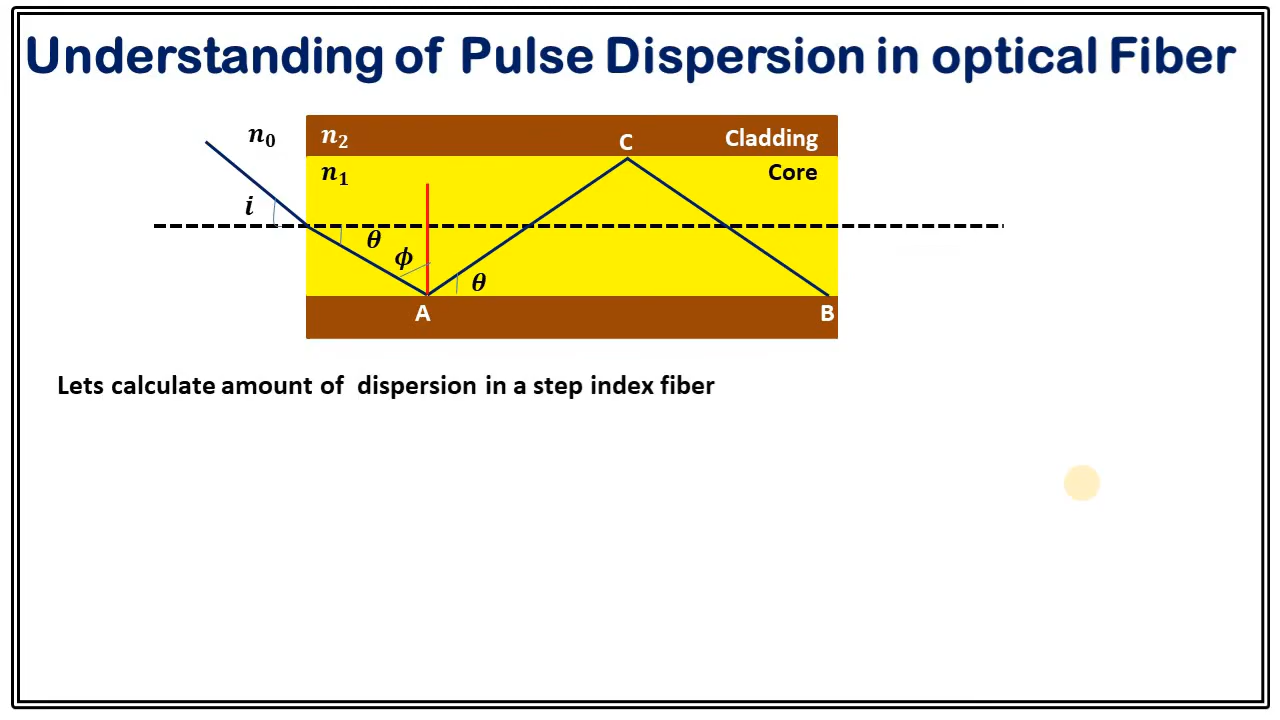 Understanding of Pulse Dispersion in optical Fiber
n₀
n₂
C
Cladding
n₁
Core
i
θ
ϕ
θ
A
B
Lets calculate amount of dispersion in a step index fiber